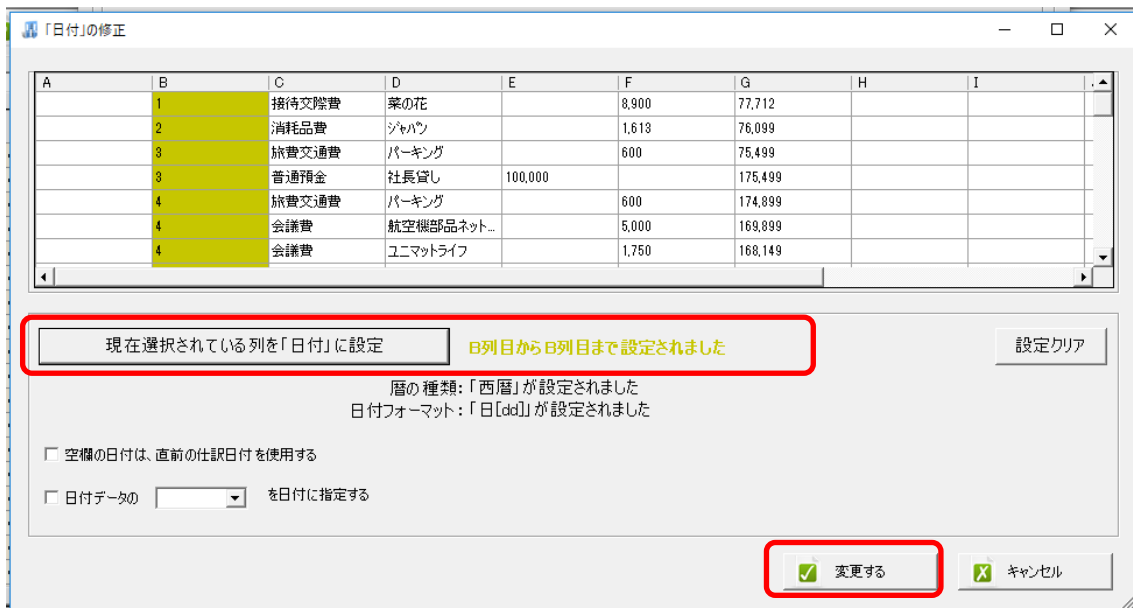 「日付」の修正
A B C D E F G H I
1 接待交際費 菜の花 8,900 77,712
2 消耗品費 ジャパン 1,613 76,099
3 旅費交通費 パーキング 600 75,499
3 普通預金 社長貸し 100,000 175,499
4 旅費交通費 パーキング 600 174,899
4 会議費 航空機部品ネット... 5,000 169,899
4 会議費 ユニマットライフ 1,750 168,149
現在選択されている列を「日付」に設定 B列目からB列目まで設定されました 設定クリア
暦の種類:「西暦」が設定されました
日付フォーマット:「日[dd]」が設定されました
空欄の日付は、直前の仕訳日付を使用する
日付データの を日付に指定する
変更する キャンセル